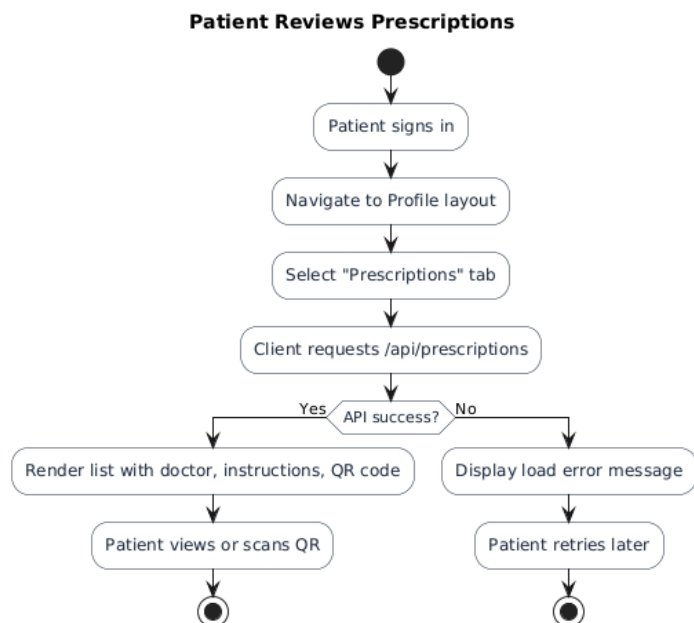 Patient Reviews Prescriptions
Patient signs in
Navigate to Profile layout
Select "Prescriptions" tab
Client requests /api/prescriptions
API success?
Yes
No
Render list with doctor, instructions, QR code
Display load error message
Patient views or scans QR
Patient retries later